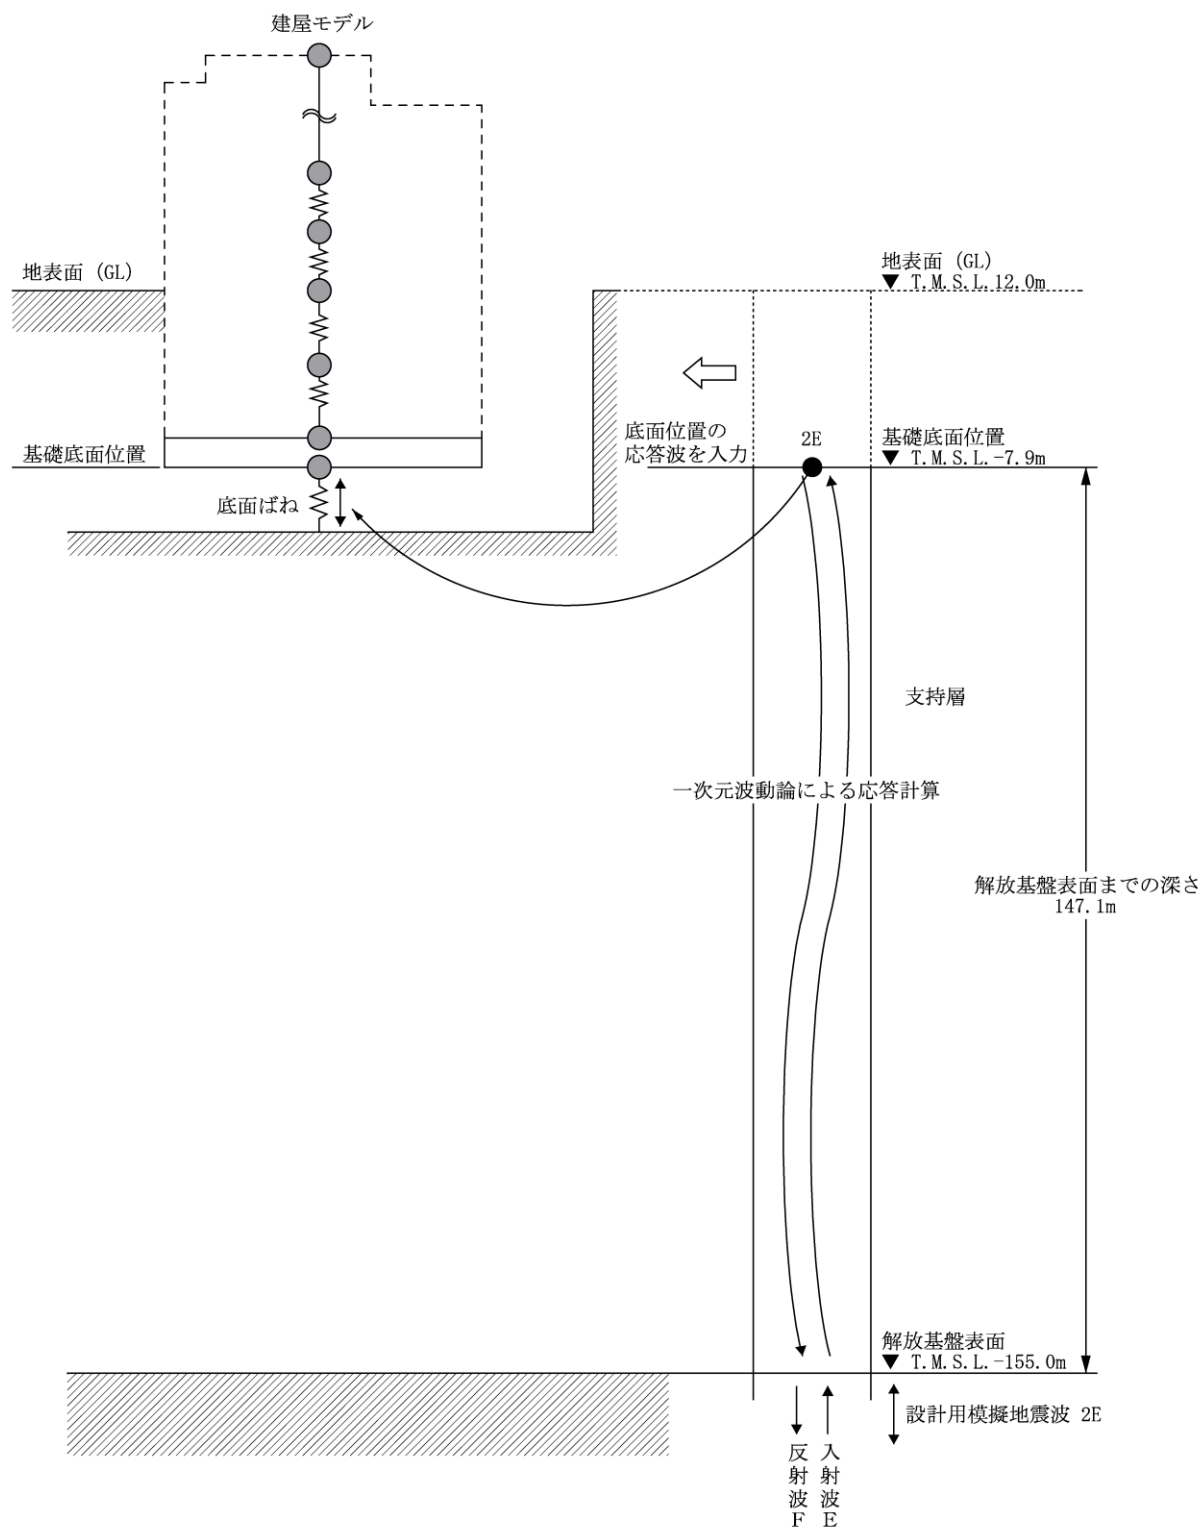 建屋モデル
地表面 (GL)
地表面 (GL)
▼ T.M.S.L.12.0m
基礎底面位置
底面位置の
応答波を入力
2E
基礎底面位置
▼ T.M.S.L.-7.9m
底面ばね
支持層
一次元波動論による応答計算
解放基盤表面までの深さ
147.1m
解放基盤表面
▼ T.M.S.L.-155.0m
設計用模擬地震波 2E
反射波F
入射波E